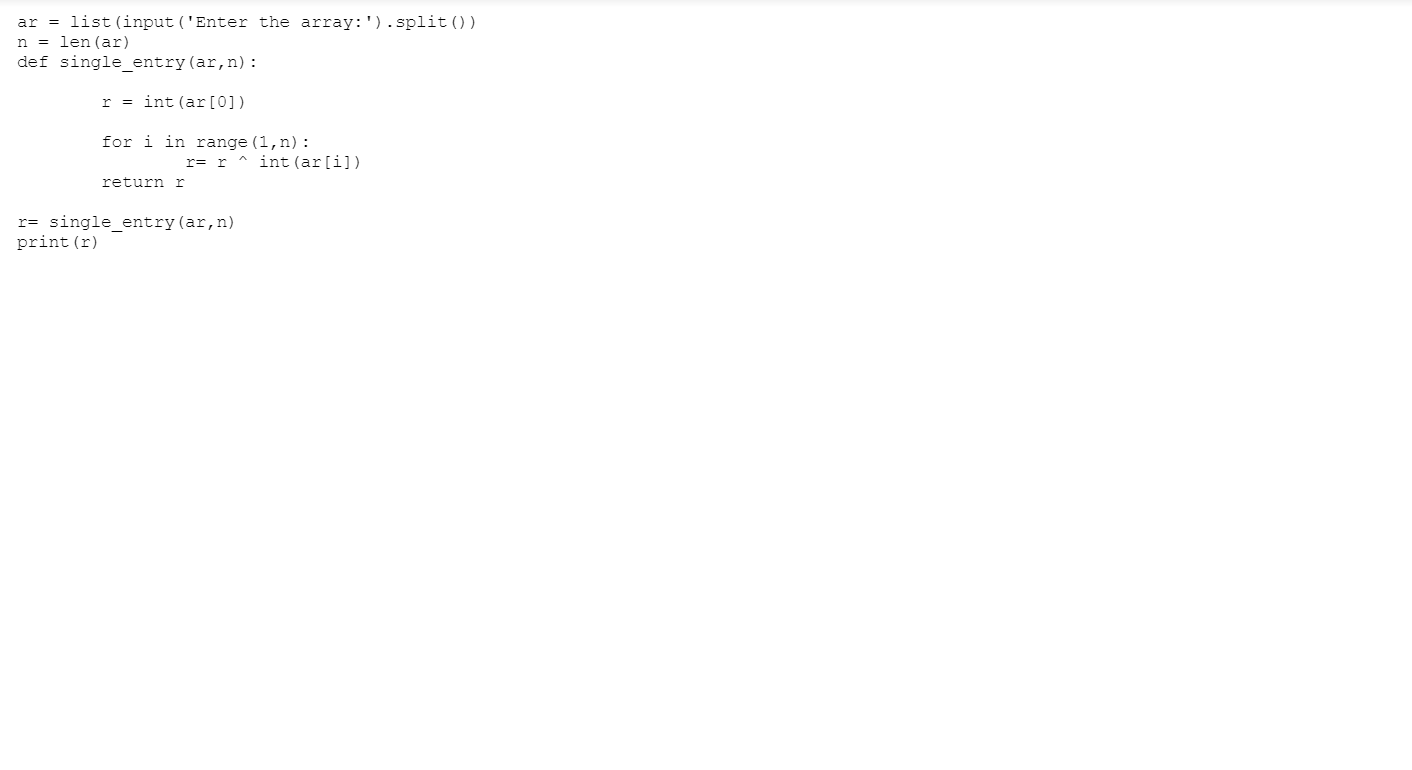 ar = list(input('Enter the array:').split())
n = len(ar)
def single_entry(ar,n):
r = int(ar[0])
for i in range(1,n):
r= r ^ int(ar[i])
return r
r= single_entry(ar,n)
print(r)